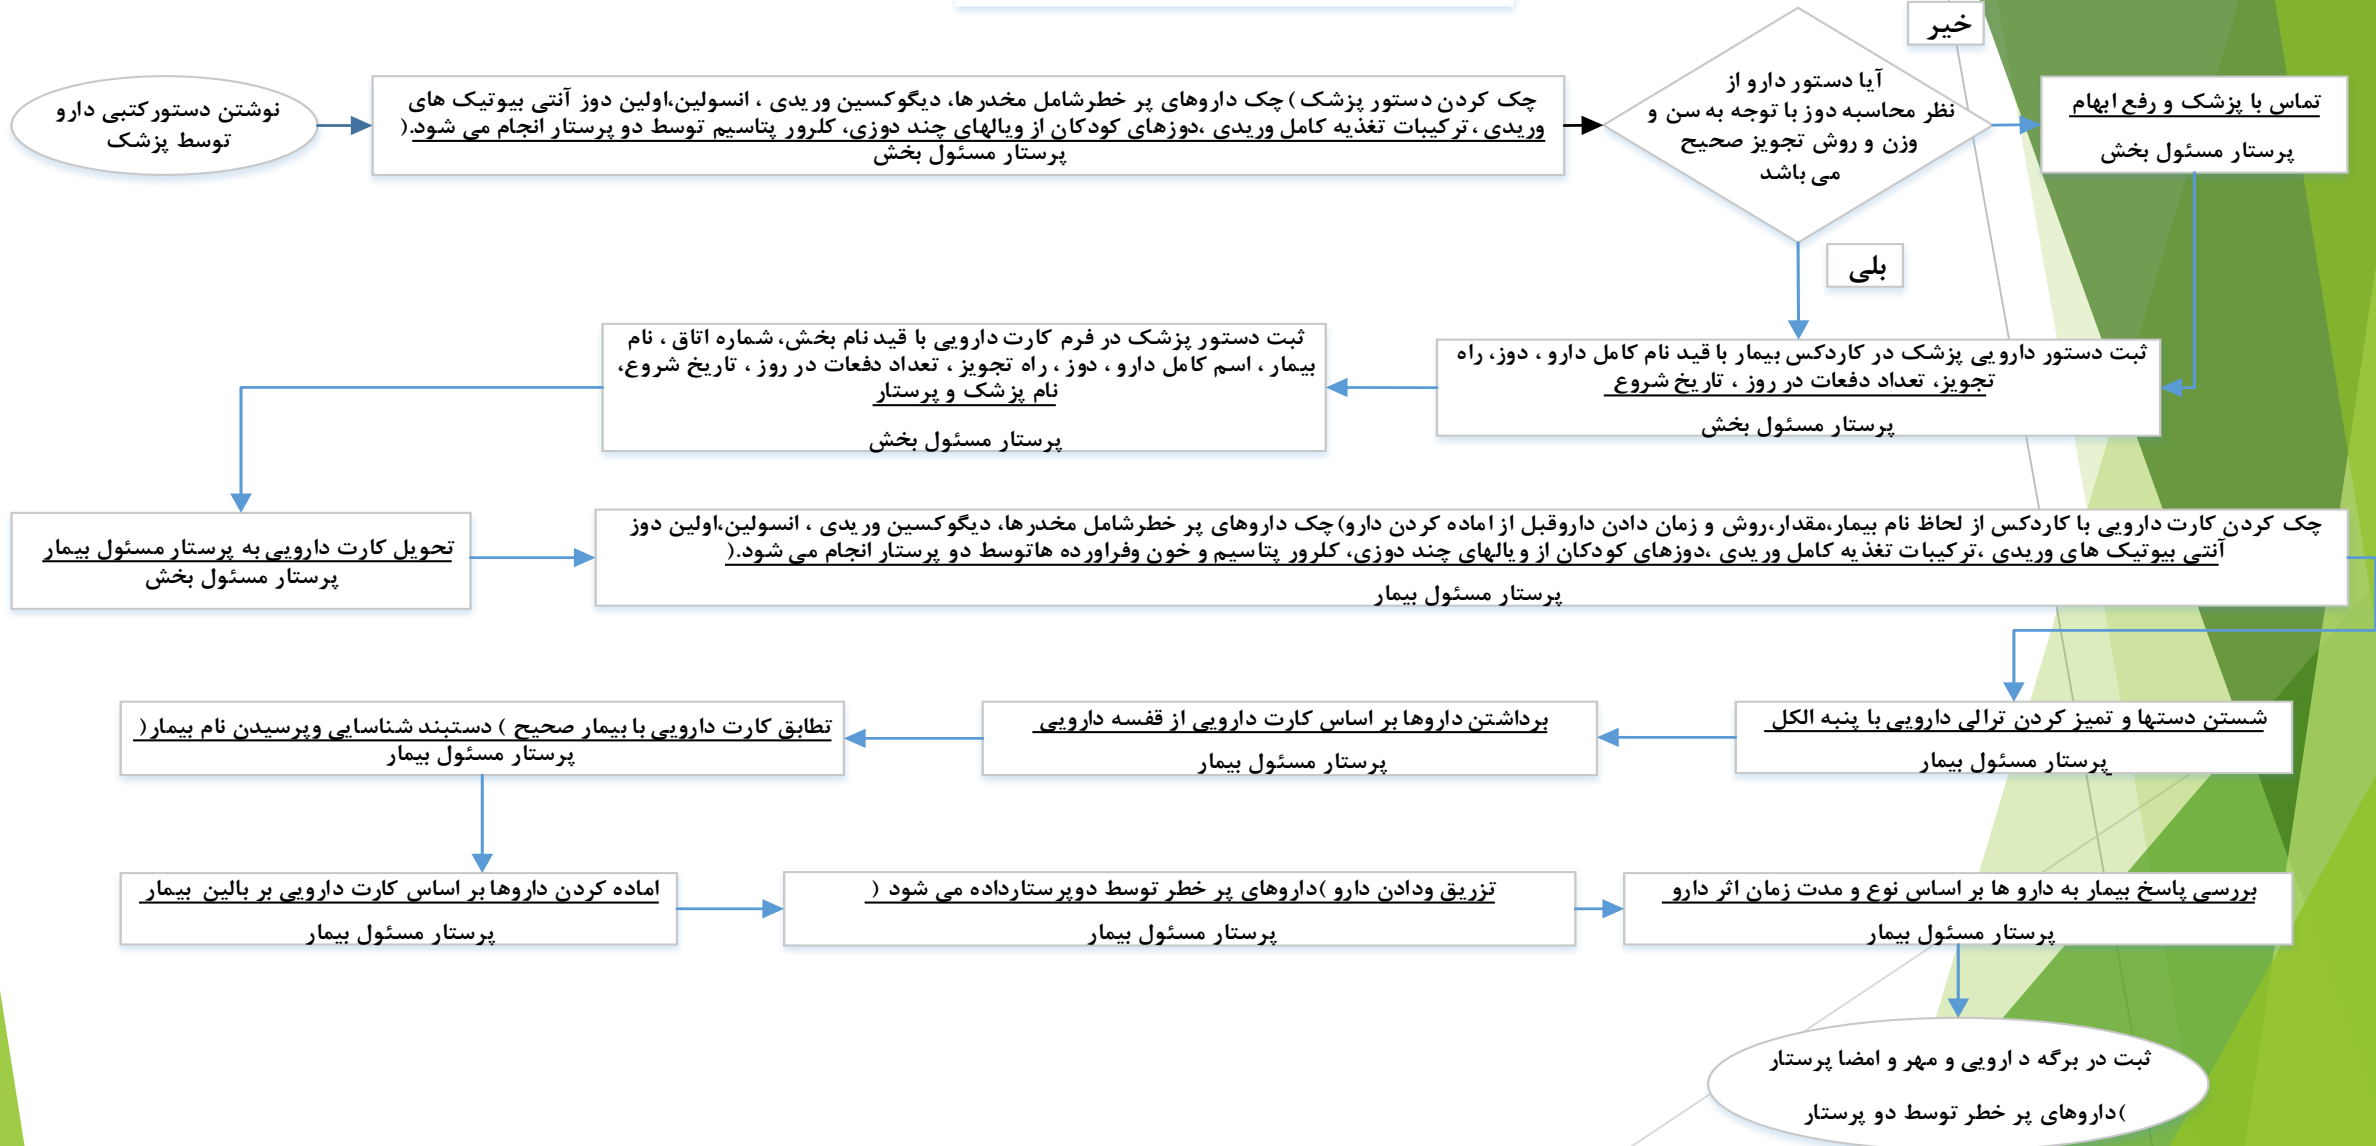 نوشتن دستور کتبی دارو
توسط پزشک
چک کردن دستور پزشک )چک داروهای پر خطرشامل مخدرها، دیگوکسین وریدی ، انسولین،اولین دوز آنتی بیوتیک های
وریدی ،ترکیبات تغذیه کامل وریدی ،دوزهای کودکان از ویالهای چند دوزی، کلرور پتاسیم توسط دو پرستار انجام می شود.(
پرستار مسئول بخش
آیا دستور دارو از
نظر محاسبه دوز با توجه به سن و
وزن و روش تجویز صحیح
می باشد
خیر
تماس با پزشک و رفع ابهام
پرستار مسئول بخش
بلی
ثبت دستور دارویی پزشک در کاردکس بیمار با قید نام کامل دارو ، دوز، راه
تجویز، تعداد دفعات در روز ، تاریخ شروع
پرستار مسئول بخش
ثبت دستور پزشک در فرم کارت دارویی با قید نام بخش، شماره اتاق ، نام
بیمار ، اسم کامل دارو ، دوز ، راه تجویز ، تعداد دفعات در روز ، تاریخ شروع،
نام پزشک و پرستار
پرستار مسئول بخش
تحویل کارت دارویی به پرستار مسئول بیمار
پرستار مسئول بخش
چک کردن کارت دارویی با کاردکس از لحاظ نام بیمار،مقدار،روش و زمان دادن داروقبل از اماده کردن دارو)چک داروهای پر خطرشامل مخدرها، دیگوکسین وریدی ، انسولین،اولین دوز
آنتی بیوتیک های وریدی ،ترکیبات تغذیه کامل وریدی ،دوزهای کودکان از ویالهای چند دوزی، کلرور پتاسیم و خون وفراورده هاتوسط دو پرستار انجام می شود.(
پرستار مسئول بیمار
شستن دستها و تمیز کردن ترالی دارویی با پنبه الکل
پرستار مسئول بیمار
برداشتن داروها بر اساس کارت دارویی از قفسه دارویی
پرستار مسئول بیمار
تطابق کارت دارویی با بیمار صحیح ) دستبند شناسایی وپرسیدن نام بیمار(
پرستار مسئول بیمار
اماده کردن داروها بر اساس کارت دارویی بر بالین بیمار
پرستار مسئول بیمار
تزریق ودادن دارو )داروهای پر خطر توسط دوپرستارداده می شود (
پرستار مسئول بیمار
بررسی پاسخ بیمار به دارو ها بر اساس نوع و مدت زمان اثر دارو
پرستار مسئول بیمار
ثبت در برگه د ارویی و مهر و امضا پرستار
)داروهای پر خطر توسط دو پرستار